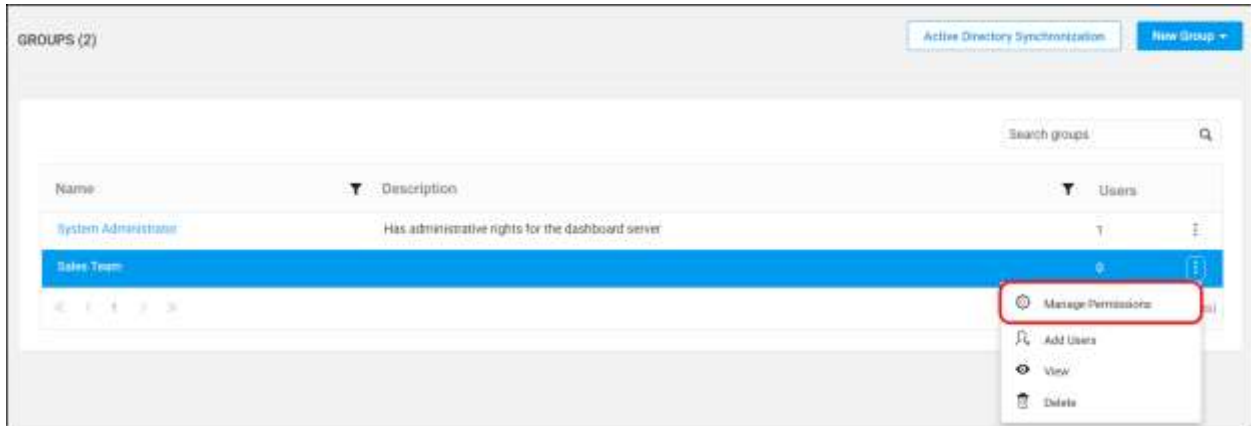 GROUPS (2)
Active Directory Synchronization
New Group
Search groups
Name Description Users
System Administrator Has administrative rights for the dashboard server 1
Sales Team 0
1
Manage Permissions
Add Users
View
Delete